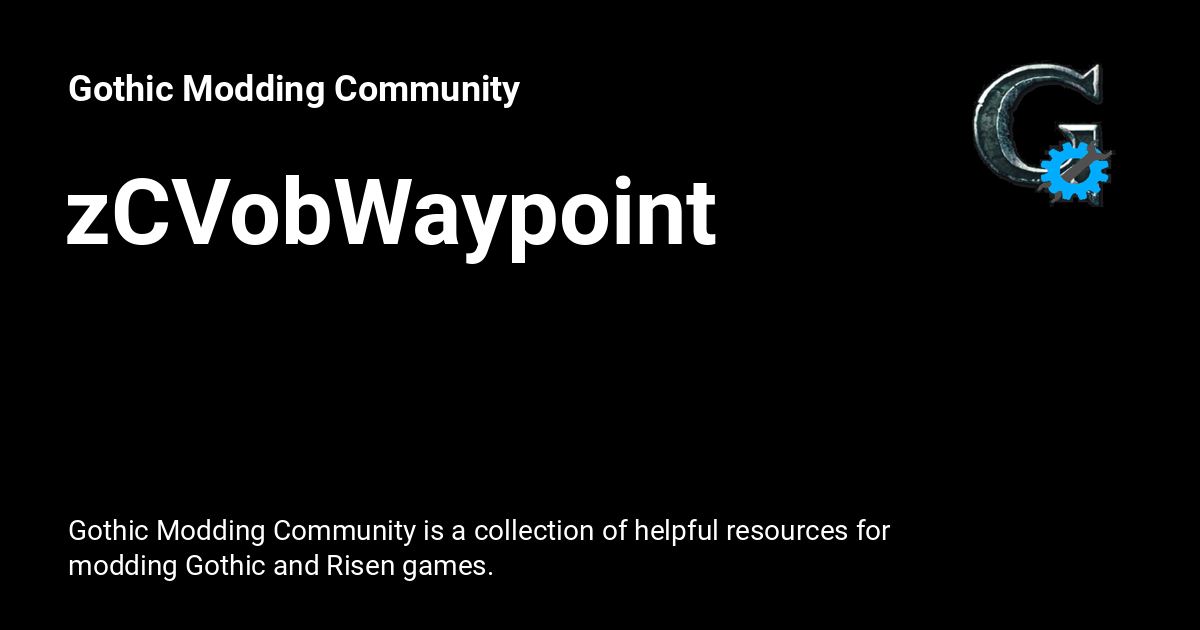 Gothic Modding Community
G
zCVobWaypoint
Gothic Modding Community is a collection of helpful resources for
modding Gothic and Risen games.